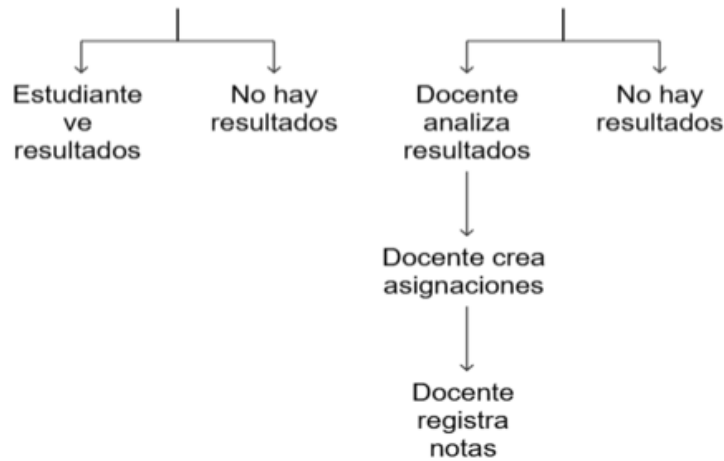 Estudiante
ve
resultados
No hay
resultados
Docente
analiza
resultados
No hay
resultados
Docente crea
asignaciones
Docente
registra
notas